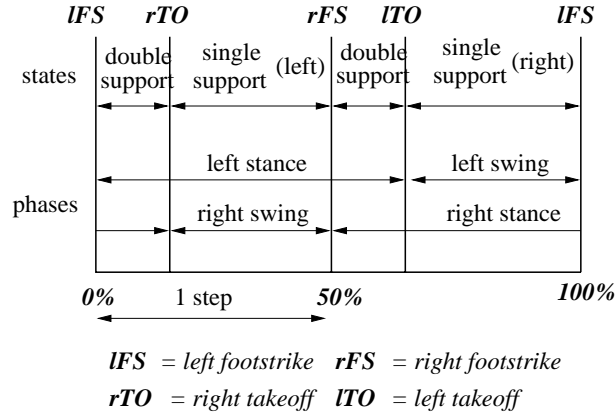 lFS rTO rFS lTO lFS
states
double support
single support (left)
double support
single support (right)
phases
left stance left swing
right swing right stance
0% 1 step 50% 100%
lFS = left footstrike rFS = right footstrike
rTO = right takeoff lTO = left takeoff